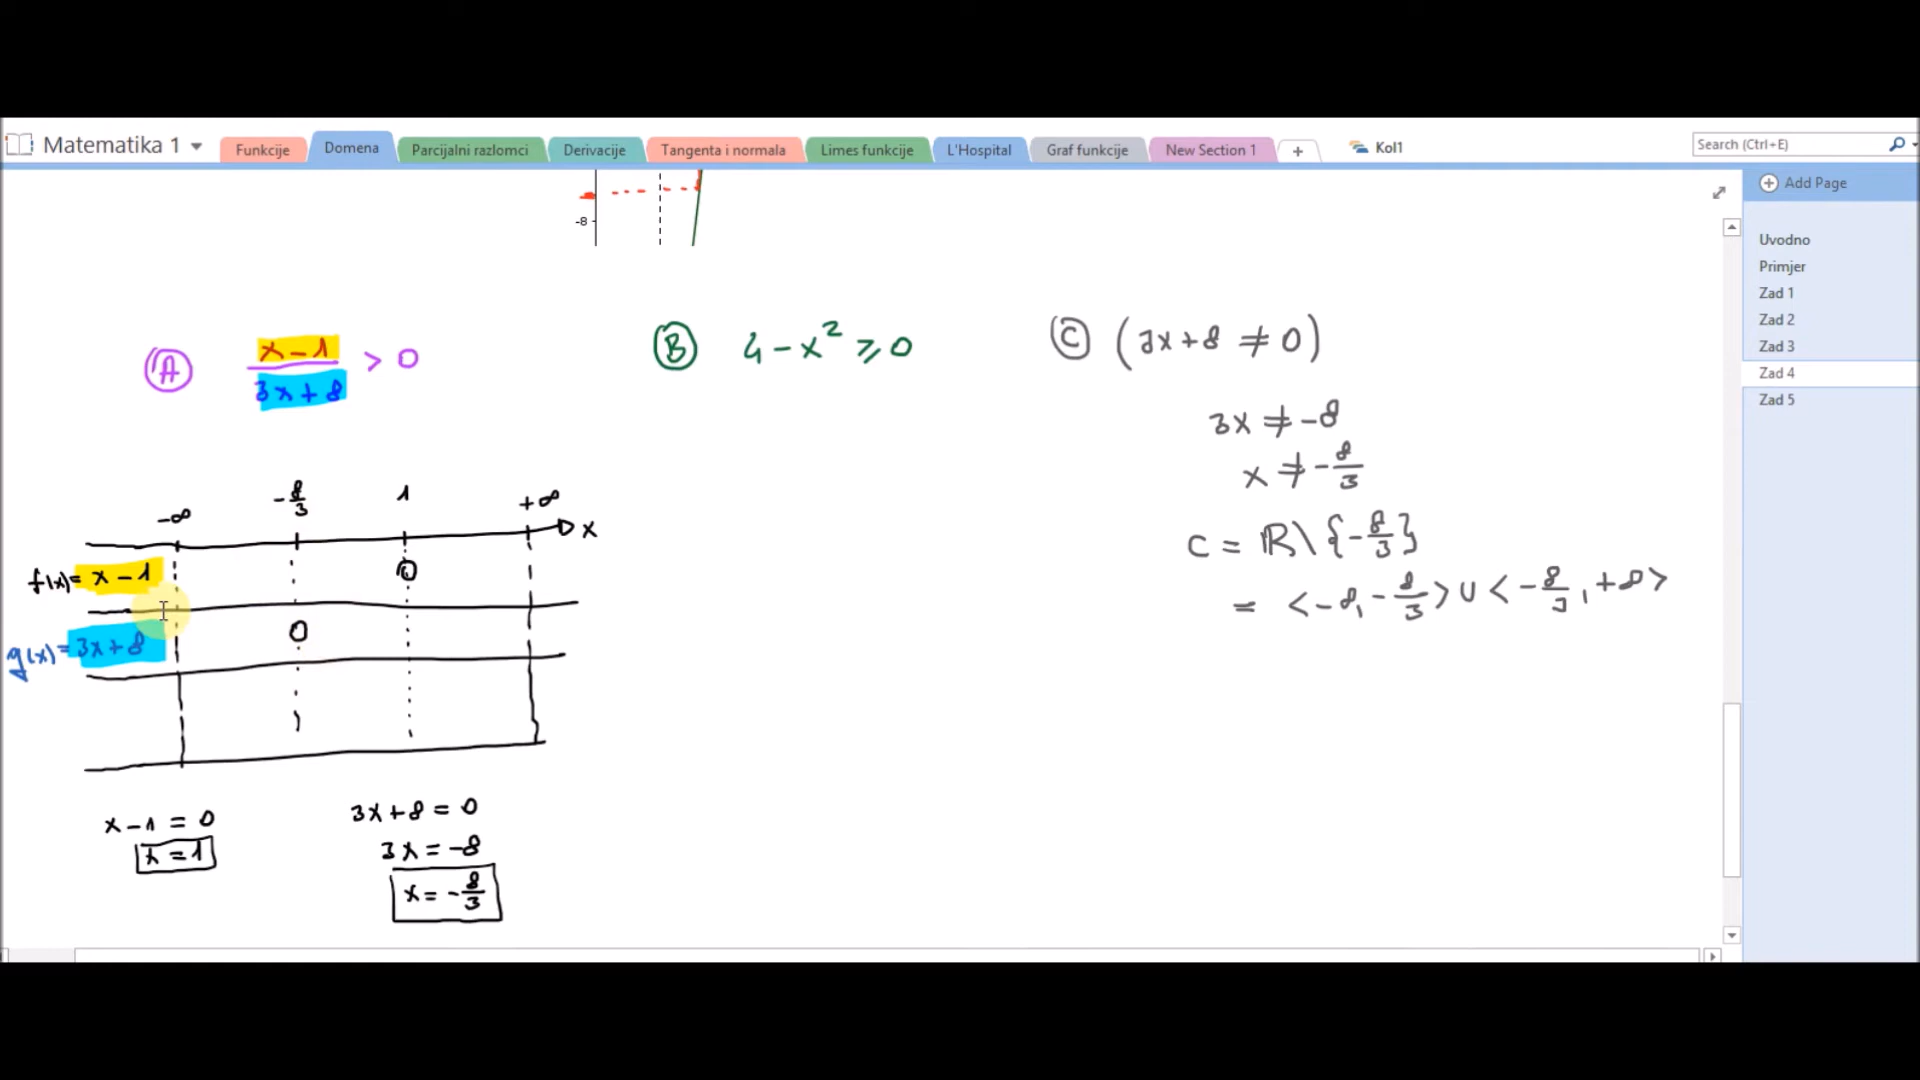 Matematika 1
Funkcije
Domena
Parcijalni razlomci
Derivacije
Tangenta i normala
Limes funkcije
L'Hospital
Graf funkcije
New Section 1
+
Kol1
Search (Ctrl+E)
Add Page
Uvodno
Primjer
Zad 1
Zad 2
Zad 3
Zad 4
Zad 5
-8
Ⓐ (x-1)/(3x+8) > 0
-∞ -8/3 1 +∞ x
f(x)= x-1 0
g(x)= 3x+8 0
x-1 = 0
x=1
3x+8 = 0
3x = -8
x = -8/3
Ⓑ 4-x² ≥ 0
Ⓒ (3x+8 ≠ 0)
3x ≠ -8
x ≠ -8/3
C = ℝ\{-8/3}
= <-∞, -8/3> ∪ <-8/3, +∞>